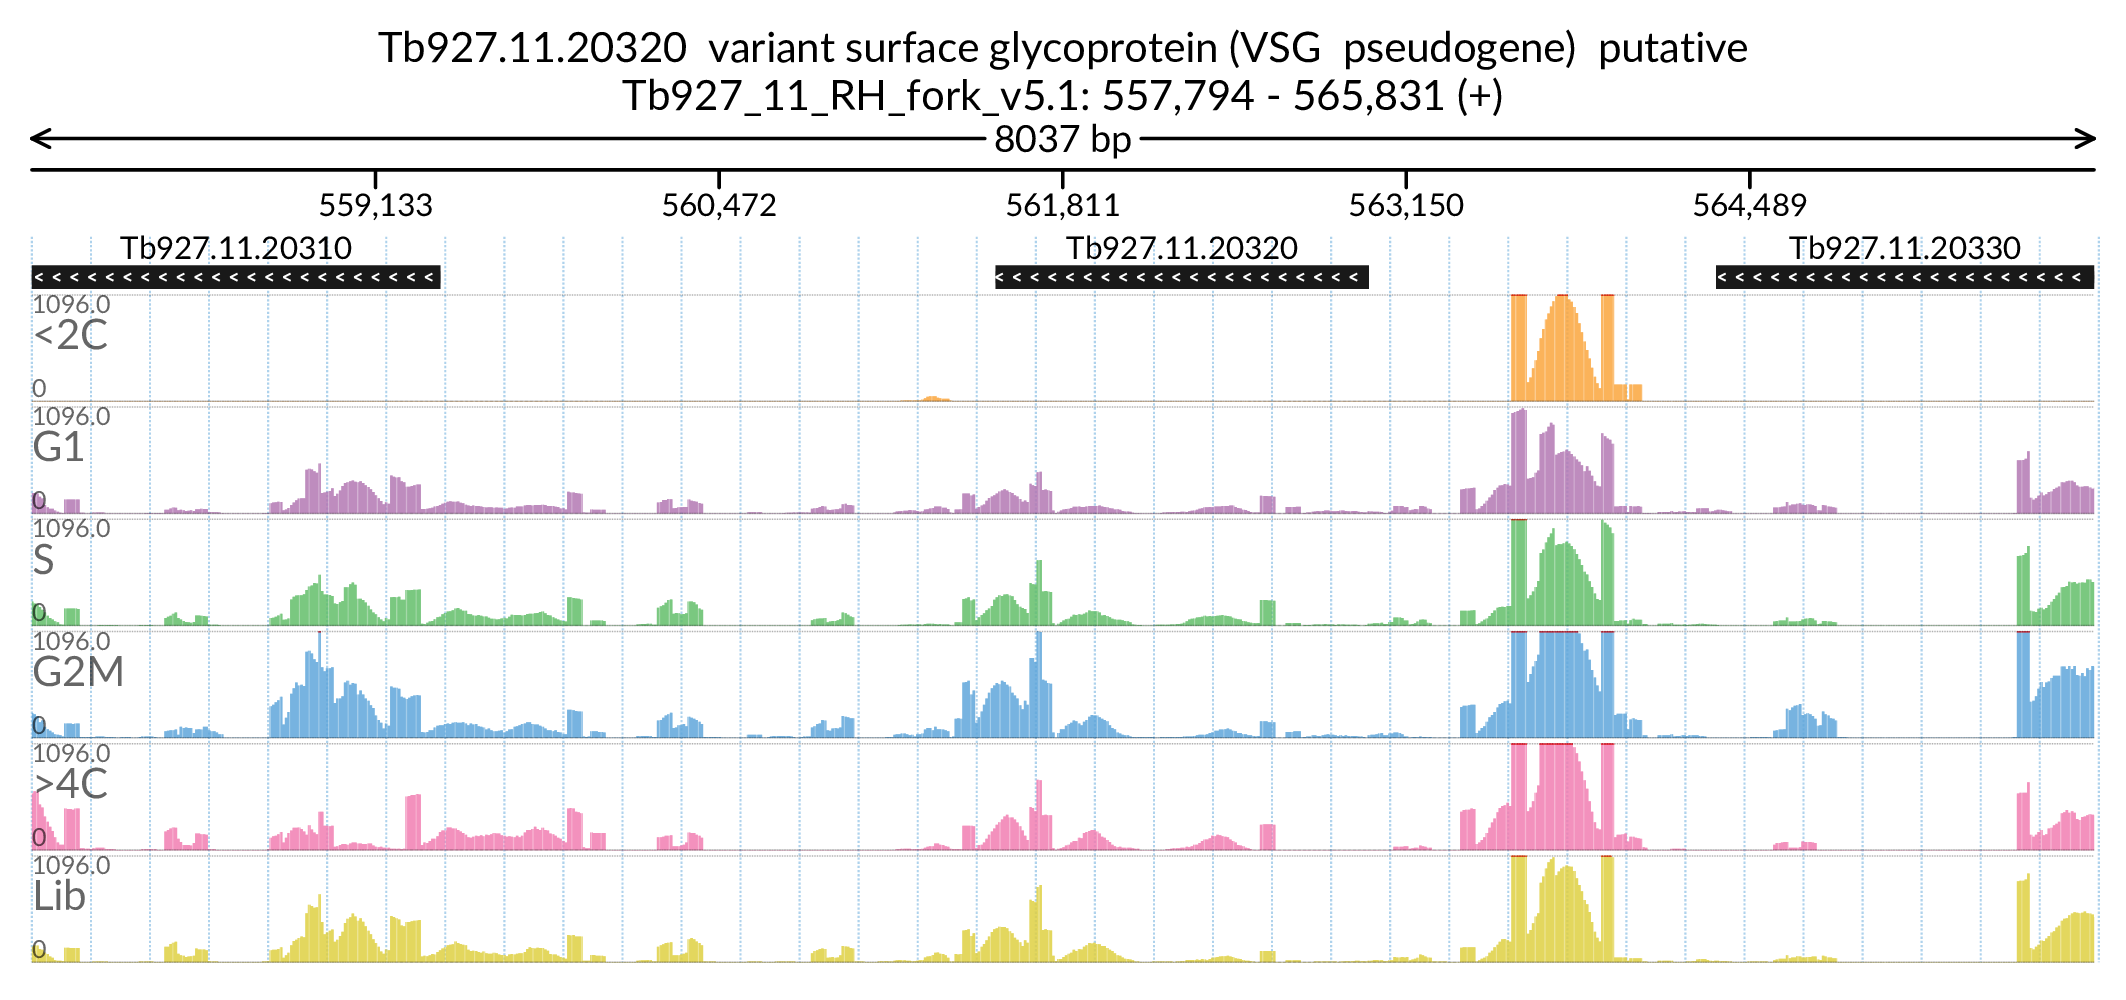 Tb927.11.20320  variant surface glycoprotein (VSG  pseudogene)  putative
Tb927_11_RH_fork_v5.1: 557,794 - 565,831 (+)
8037 bp
559,133 560,472 561,811 563,150 564,489
Tb927.11.20310 Tb927.11.20320 Tb927.11.20330
1096.0
<2C
0
1096.0
G1
0
1096.0
S
0
1096.0
G2M
0
1096.0
>4C
0
1096.0
Lib
0